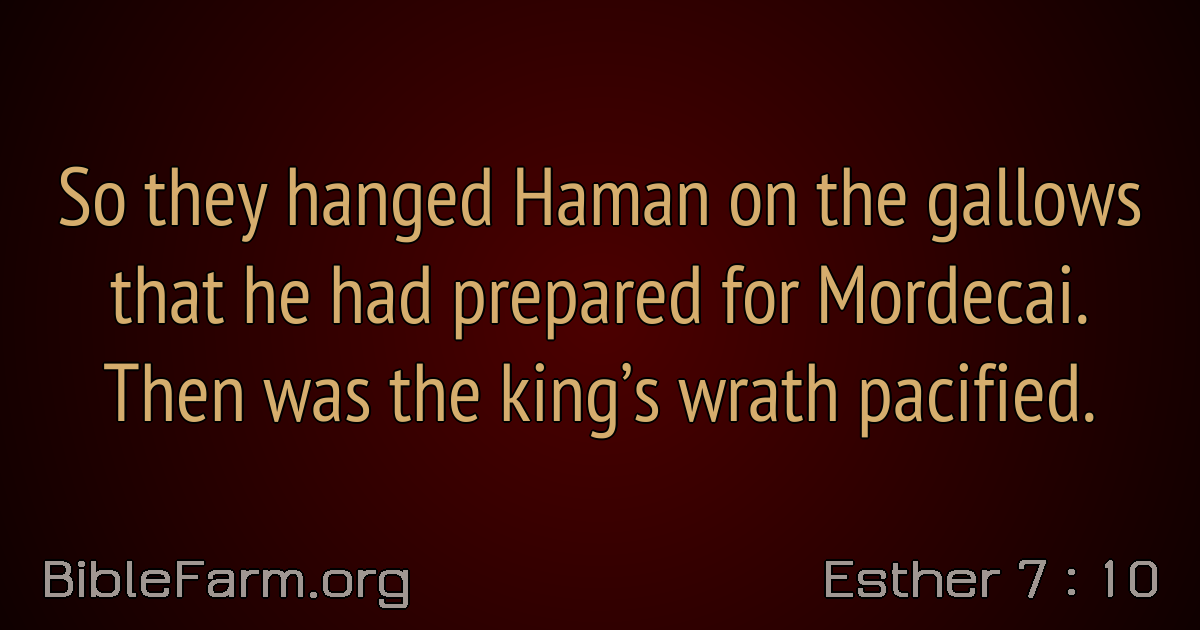 So they hanged Haman on the gallows
that he had prepared for Mordecai.
Then was the king’s wrath pacified.
BibleFarm.org
Esther 7 : 10